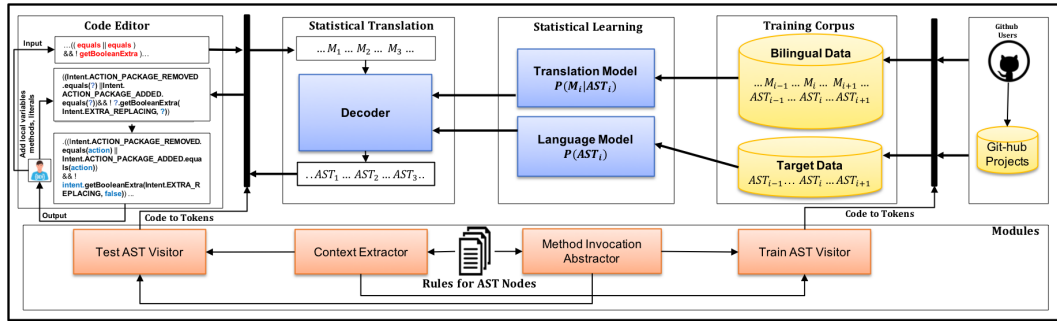 Code Editor
Input
…(( equals || equals )
&& ! getBooleanExtra )…
((Intent.ACTION_PACKAGE_REMOVED
.equals(?) ||Intent.
ACTION_PACKAGE_ADDED.
equals(?))&& ! ?.getBooleanExtra(
Intent.EXTRA_REPLACING, ?))
Add local variables
methods, literals
.((Intent.ACTION_PACKAGE_REMOVED.
equals(action) ||
Intent.ACTION_PACKAGE_ADDED.equa
ls(action))
&& !
intent.getBooleanExtra(Intent.EXTRA_R
EPLACING, false)) …
Output
Statistical Translation
… M₁ … M₂ … M₃ …
Decoder
. . AST₁ … AST₂ … AST₃. .
Statistical Learning
Translation Model
P(Mᵢ|ASTᵢ)
Language Model
P(ASTᵢ)
Training Corpus
Bilingual Data
… Mᵢ₋₁ … Mᵢ … Mᵢ₊₁ …
ASTᵢ₋₁ … ASTᵢ … ASTᵢ₊₁
Target Data
ASTᵢ₋₁ … ASTᵢ … ASTᵢ₊₁
Github
Users
Git-hub
Projects
Code to Tokens
Code to Tokens
Modules
Test AST Visitor
Context Extractor
Rules for AST Nodes
Method Invocation
Abstractor
Train AST Visitor